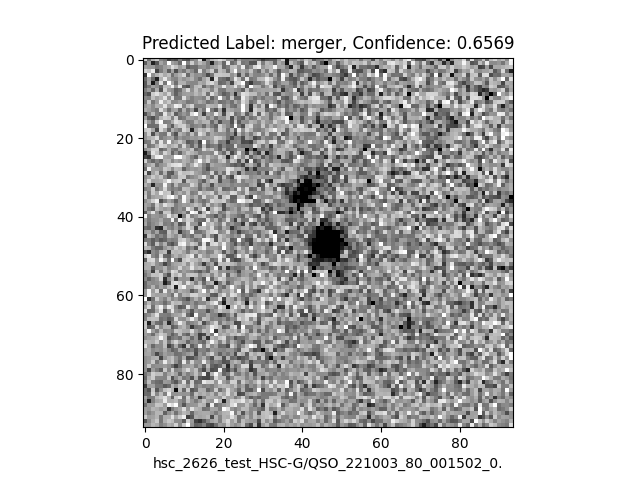 Predicted Label: merger, Confidence: 0.6569
0
20
40
60
80
0 20 40 60 80
hsc_2626_test_HSC-G/QSO_221003_80_001502_0.